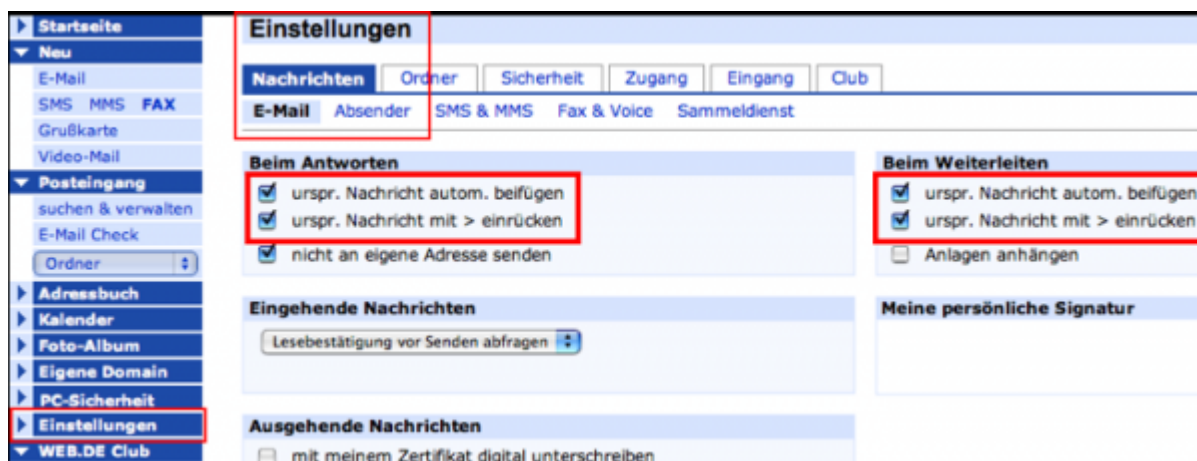 Startseite
Neu
E-Mail
SMS MMS FAX
Grußkarte
Video-Mail
Posteingang
suchen & verwalten
E-Mail Check
Ordner
Adressbuch
Kalender
Foto-Album
Eigene Domain
PC-Sicherheit
Einstellungen
WEB.DE Club
Einstellungen
Nachrichten Ordner Sicherheit Zugang Eingang Club
E-Mail Absender SMS & MMS Fax & Voice Sammeldienst
Beim Antworten
urspr. Nachricht autom. beifügen
urspr. Nachricht mit > einrücken
nicht an eigene Adresse senden
Beim Weiterleiten
urspr. Nachricht autom. beifügen
urspr. Nachricht mit > einrücken
Anlagen anhängen
Eingehende Nachrichten
Lesebestätigung vor Senden abfragen
Meine persönliche Signatur
Ausgehende Nachrichten
mit meinem Zertifikat digital unterschreiben